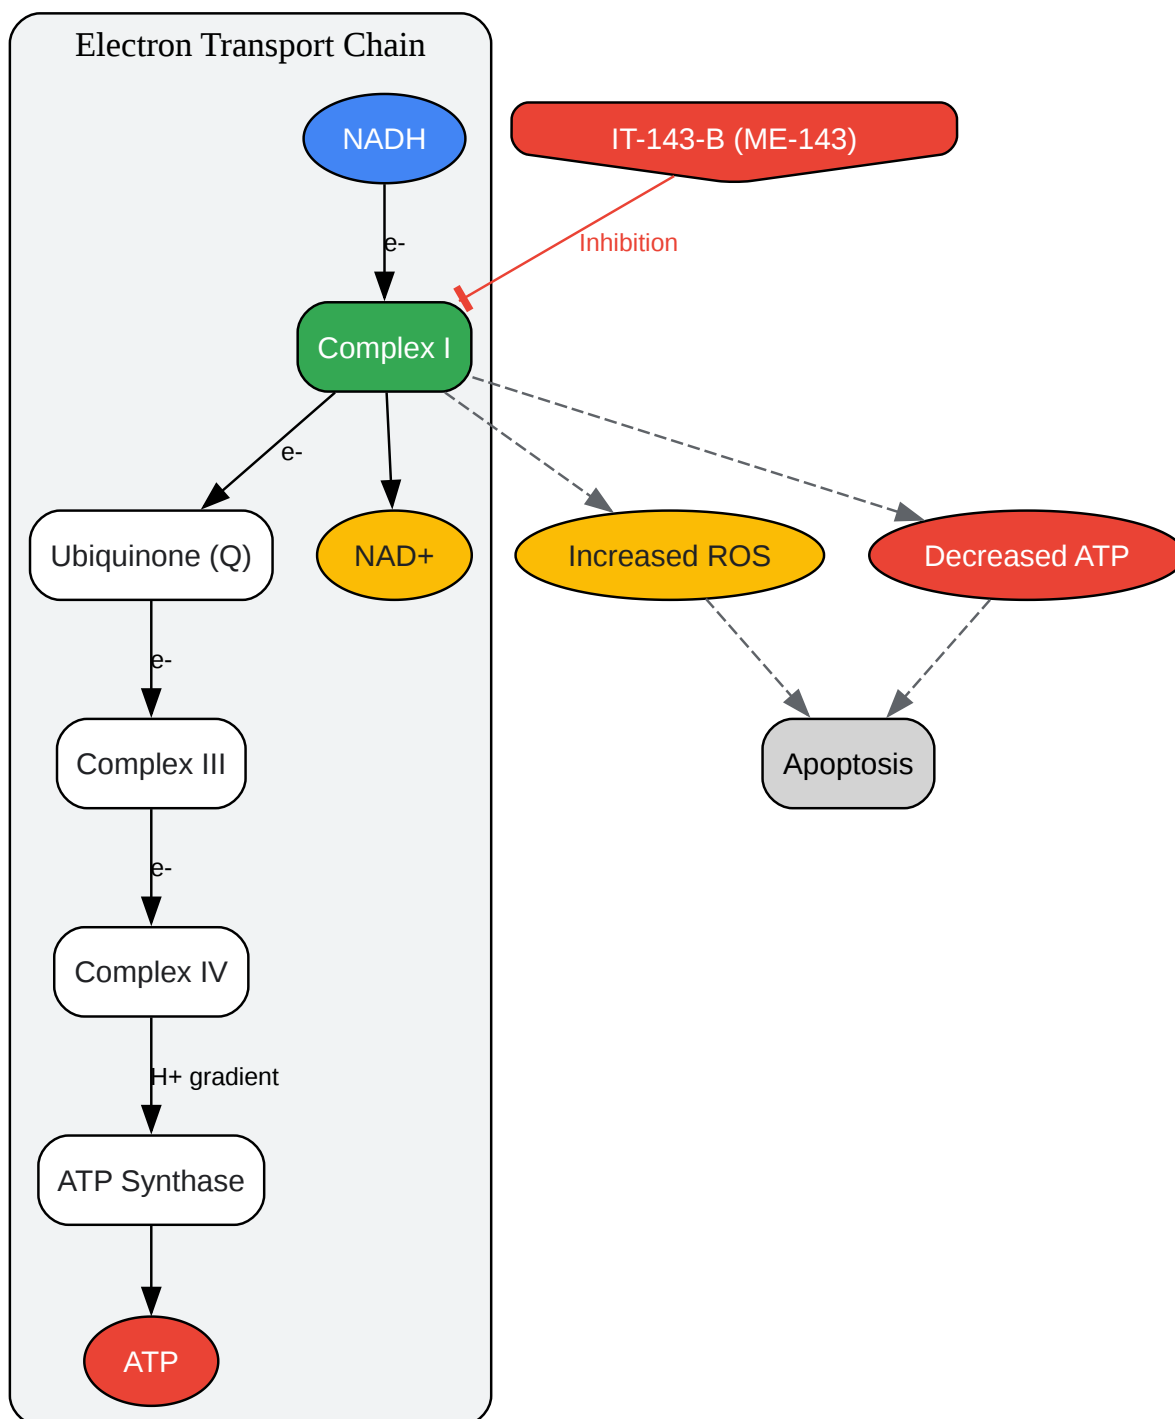 Electron Transport Chain
NADH
IT-143-B (ME-143)
e-
Inhibition
Complex I
e-
Ubiquinone (Q)
NAD+
Increased ROS
Decreased ATP
e-
Complex III
Apoptosis
e-
Complex IV
H+ gradient
ATP Synthase
ATP